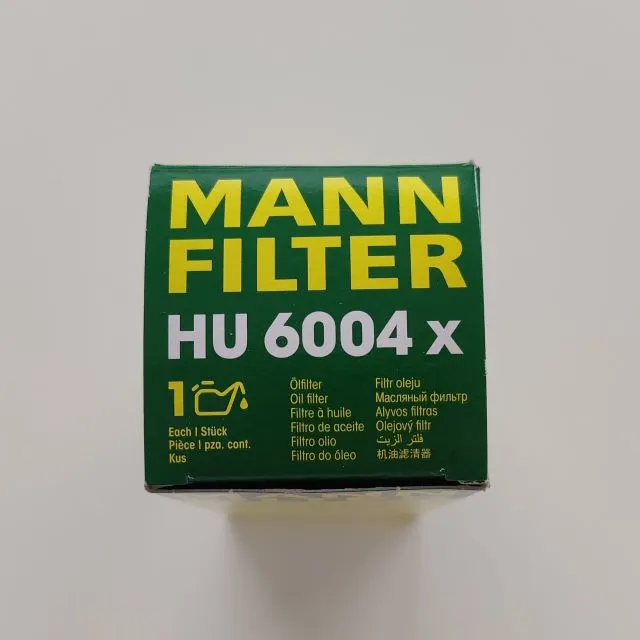 MANN
FILTER
HU 6004 x
1
Each | Stück
Pièce | pza. cont.
Kus
Ölfilter
Oil filter
Filtre à huile
Filtro de aceite
Filtro olio
Filtro do óleo
Filtr oleju
Масляный фильтр
Alyvos filtras
Olejový filtr
فلتر الزيت
机油滤清器